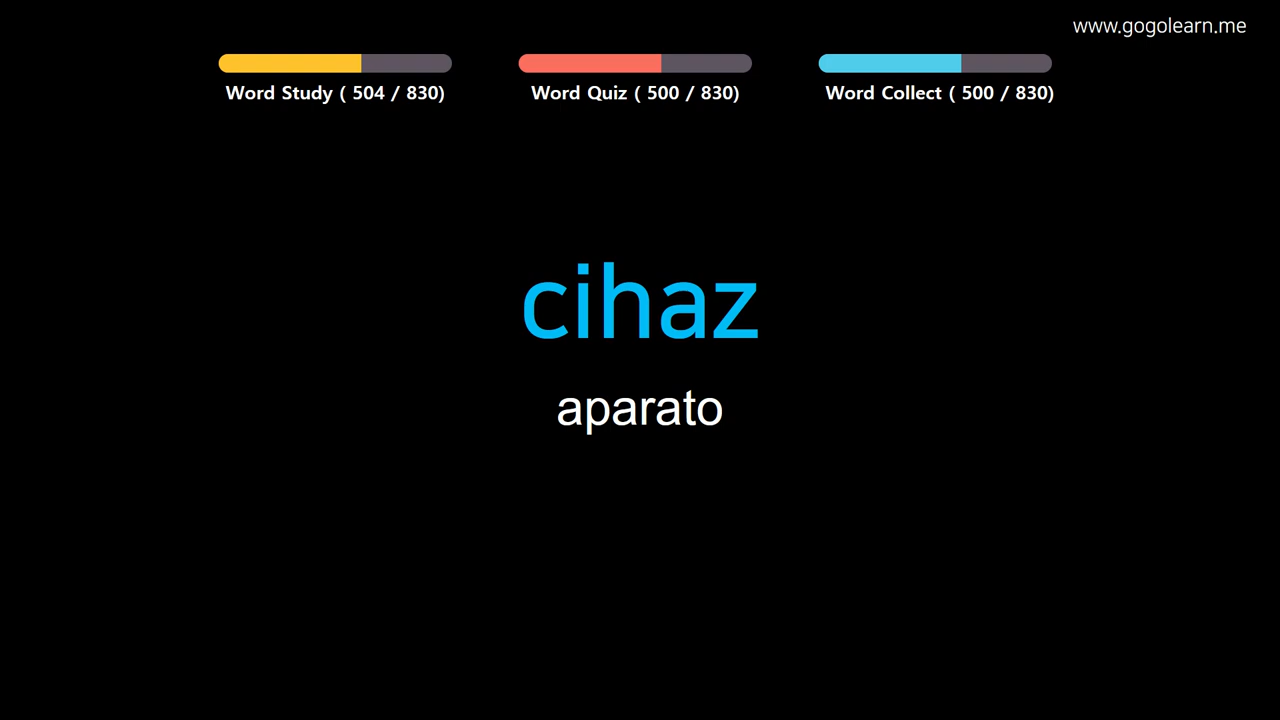 www.gogolearn.me
Word Study ( 504 / 830)
Word Quiz ( 500 / 830)
Word Collect ( 500 / 830)
cihaz
aparato